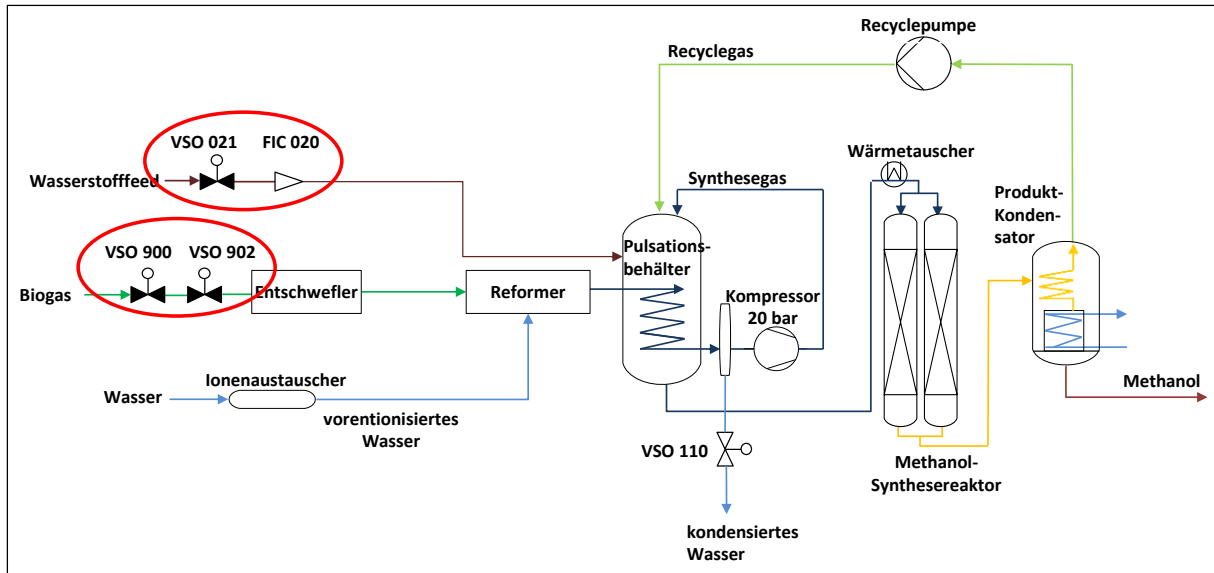 Recyclepumpe
Recyclegas
VSO 021
FIC 020
Wärmetauscher
Wasserstofffeed
Synthesegas
Produkt-
Konden-
sator
Pulsations-
behälter
VSO 900
VSO 902
Biogas
Entschwefler
Reformer
Kompressor
20 bar
Ionenaustauscher
Wasser
vorentionisiertes
Wasser
Methanol
VSO 110
Methanol-
Synthesereaktor
kondensiertes
Wasser